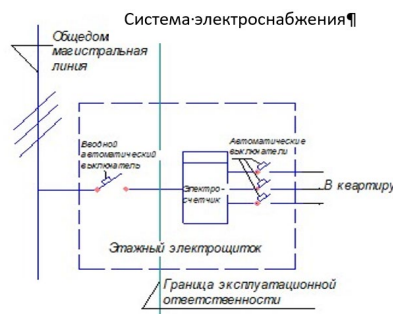 Система·электроснабжения¶
Общедом.
магистральная
линия
Вводной
автоматический
выключатель
Автоматические
выключатели
Электро-
счетчик
В квартиру
Этажный электрощиток
Граница эксплуатационной
ответственности